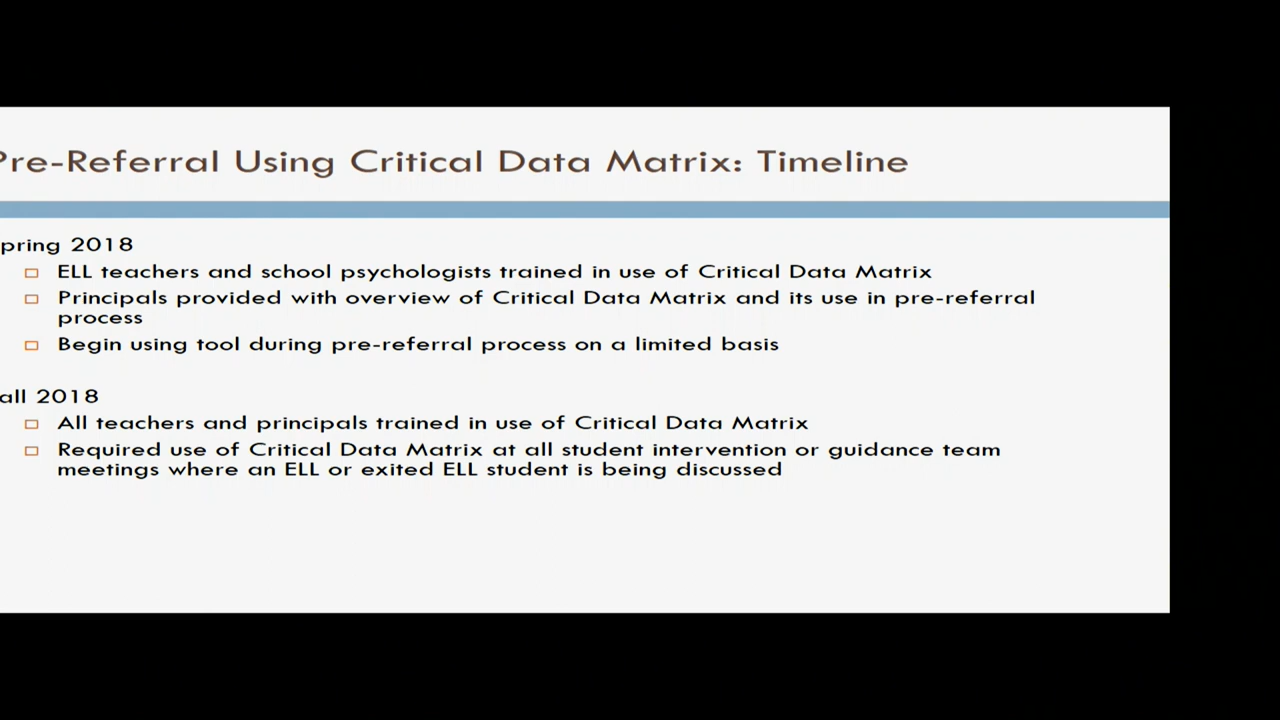 Pre-Referral Using Critical Data Matrix: Timeline
pring 2018
ELL teachers and school psychologists trained in use of Critical Data Matrix
Principals provided with overview of Critical Data Matrix and its use in pre-referral
process
Begin using tool during pre-referral process on a limited basis
all 2018
All teachers and principals trained in use of Critical Data Matrix
Required use of Critical Data Matrix at all student intervention or guidance team
meetings where an ELL or exited ELL student is being discussed